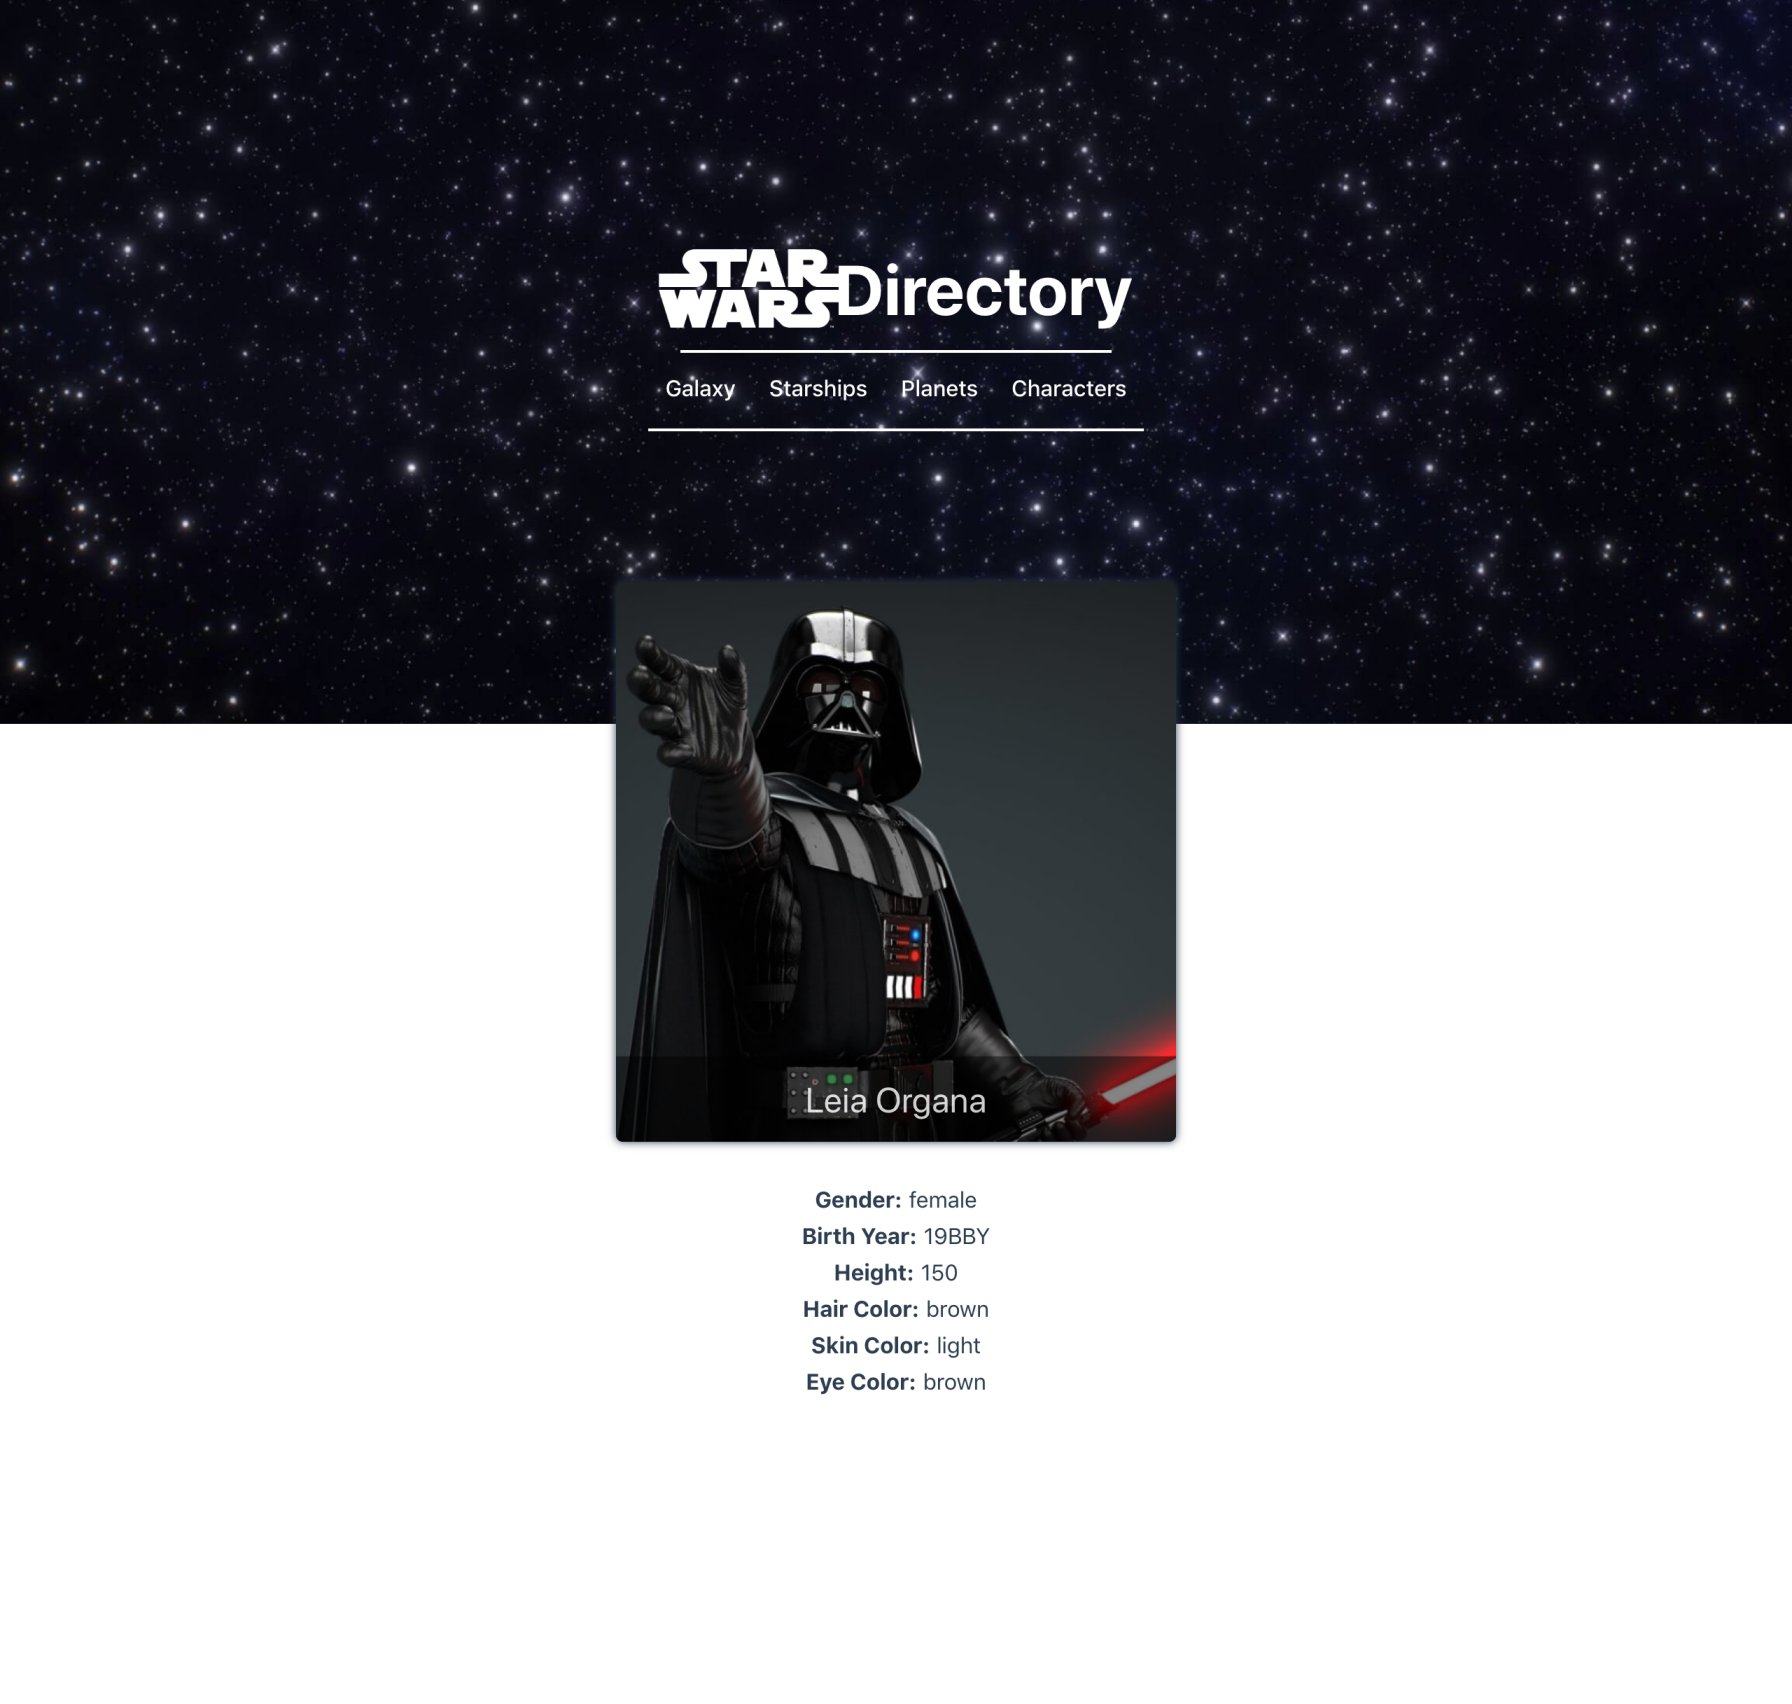 STAR WARS Directory
Galaxy Starships Planets Characters
Leia Organa
Gender: female
Birth Year: 19BBY
Height: 150
Hair Color: brown
Skin Color: light
Eye Color: brown